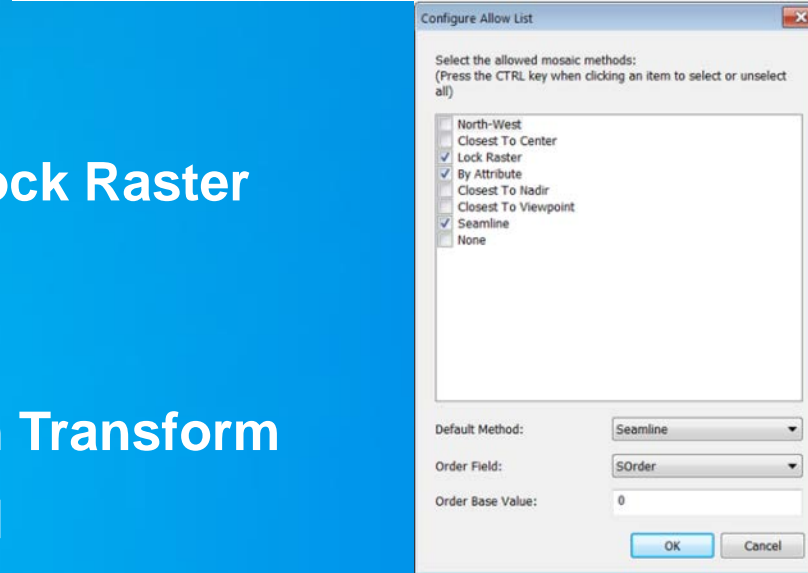 ock Raster
Transform
Configure Allow List
Select the allowed mosaic methods:
(Press the CTRL key when clicking an item to select or unselect
all)
North-West
Closest To Center
Lock Raster
By Attribute
Closest To Nadir
Closest To Viewpoint
Seamline
None
Default Method: Seamline
Order Field: SOrder
Order Base Value: 0
OK Cancel